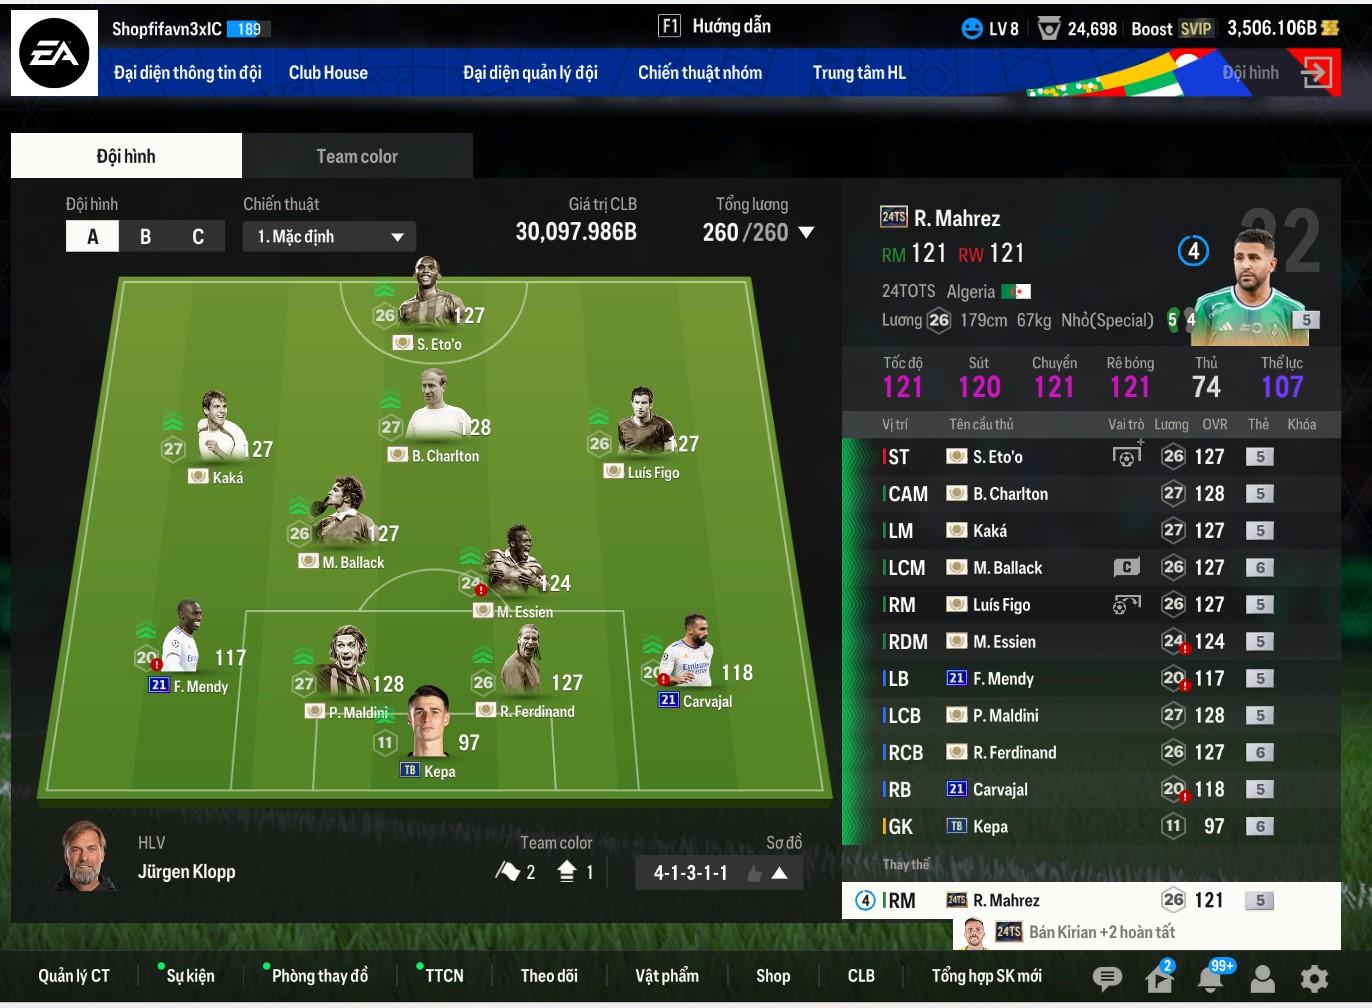 EA
Shopfifavn3xIC 189
F1 Hướng dẫn
LV 8 24,698 Boost SVIP 3,506.106B
Đại diện thông tin đội Club House Đại diện quản lý đội Chiến thuật nhóm Trung tâm HL Đội hình
Đội hình Team color
Đội hình Chiến thuật Giá trị CLB Tổng lương
A B C 1. Mặc định 30,097.986B 260 /260
26 127
S. Eto'o
27 127
Kaká
27 128
B. Charlton
26 127
Luís Figo
26 127
M. Ballack
24 124
M. Essien
20 117
21 F. Mendy
27 128
P. Maldini
26 127
R. Ferdinand
20 118
21 Carvajal
11 97
TB Kepa
HLV Team color Sơ đồ
Jürgen Klopp 2 1 4-1-3-1-1
24TS R. Mahrez
22
RM 121 RW 121
4
24TOTS Algeria
Lương 26 179cm 67kg Nhỏ(Special) 5 4 5
Tốc độ Sút Chuyền Rê bóng Thủ Thể lực
121 120 121 121 74 107
Vị trí Tên cầu thủ Vai trò Lương OVR Thẻ Khóa
ST S. Eto'o 26 127 5
CAM B. Charlton 27 128 5
LM Kaká 27 127 5
LCM M. Ballack C 26 127 6
RM Luís Figo 26 127 5
RDM M. Essien 24 124 5
LB 21 F. Mendy 20 117 5
LCB P. Maldini 27 128 5
RCB R. Ferdinand 26 127 6
RB 21 Carvajal 20 118 5
GK TB Kepa 11 97 6
Thay thế
4 RM 24TS R. Mahrez 26 121 5
24TS Bán Kirian +2 hoàn tất
Quản lý CT Sự kiện Phòng thay đồ TTCN Theo dõi Vật phẩm Shop CLB Tổng hợp SK mới 2 99+